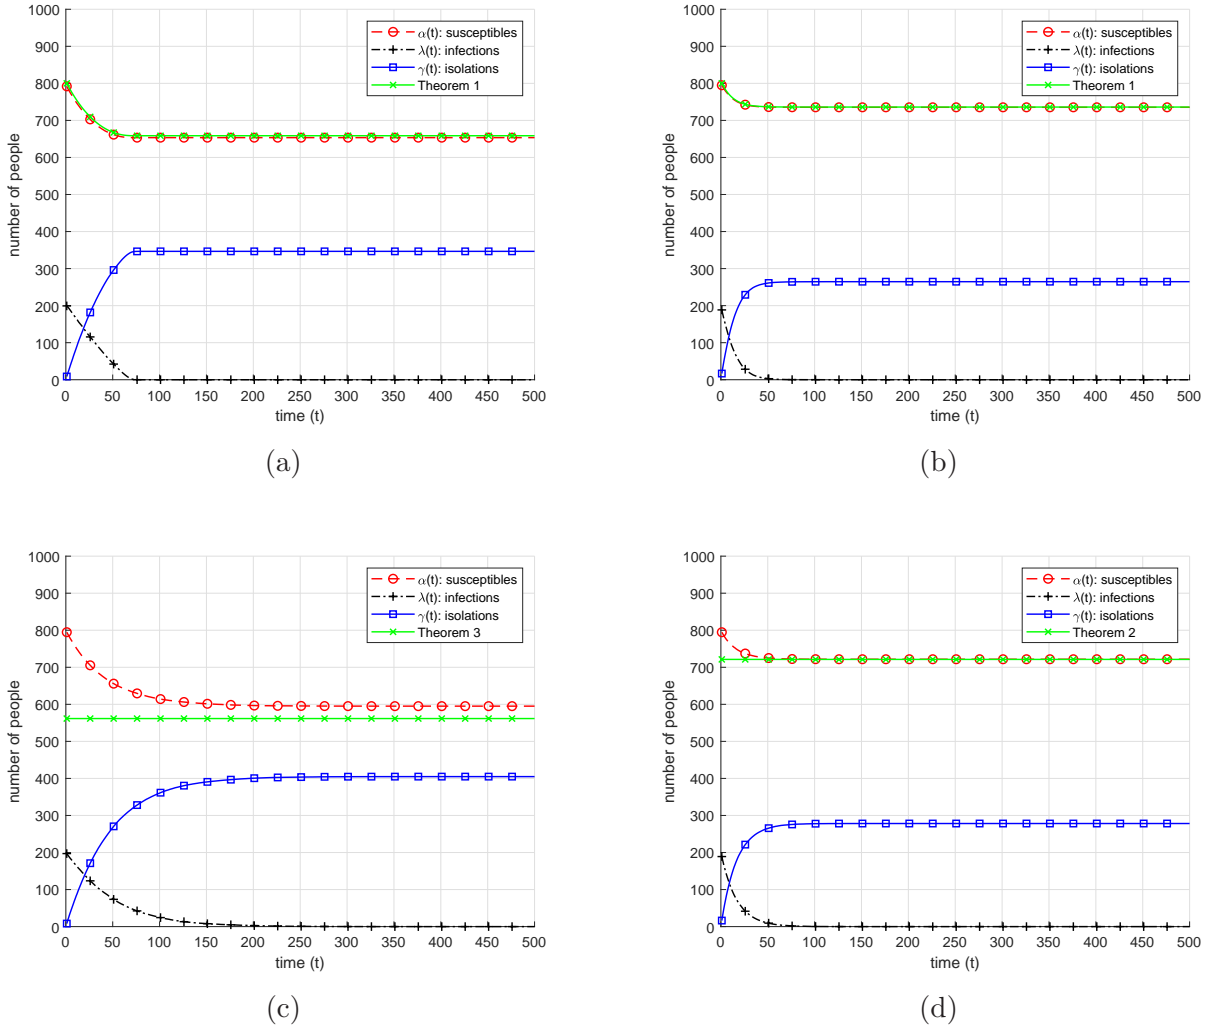 1000
900
800
700
600
500
400
300
200
100
0
number of people
α(t): susceptibles
λ(t): infections
γ(t): isolations
Theorem 1
0 50 100 150 200 250 300 350 400 450 500
time (t)
(a)
1000
900
800
700
600
500
400
300
200
100
0
number of people
α(t): susceptibles
λ(t): infections
γ(t): isolations
Theorem 1
0 50 100 150 200 250 300 350 400 450 500
time (t)
(b)
1000
900
800
700
600
500
400
300
200
100
0
number of people
α(t): susceptibles
λ(t): infections
γ(t): isolations
Theorem 3
0 50 100 150 200 250 300 350 400 450 500
time (t)
(c)
1000
900
800
700
600
500
400
300
200
100
0
number of people
α(t): susceptibles
λ(t): infections
γ(t): isolations
Theorem 2
0 50 100 150 200 250 300 350 400 450 500
time (t)
(d)